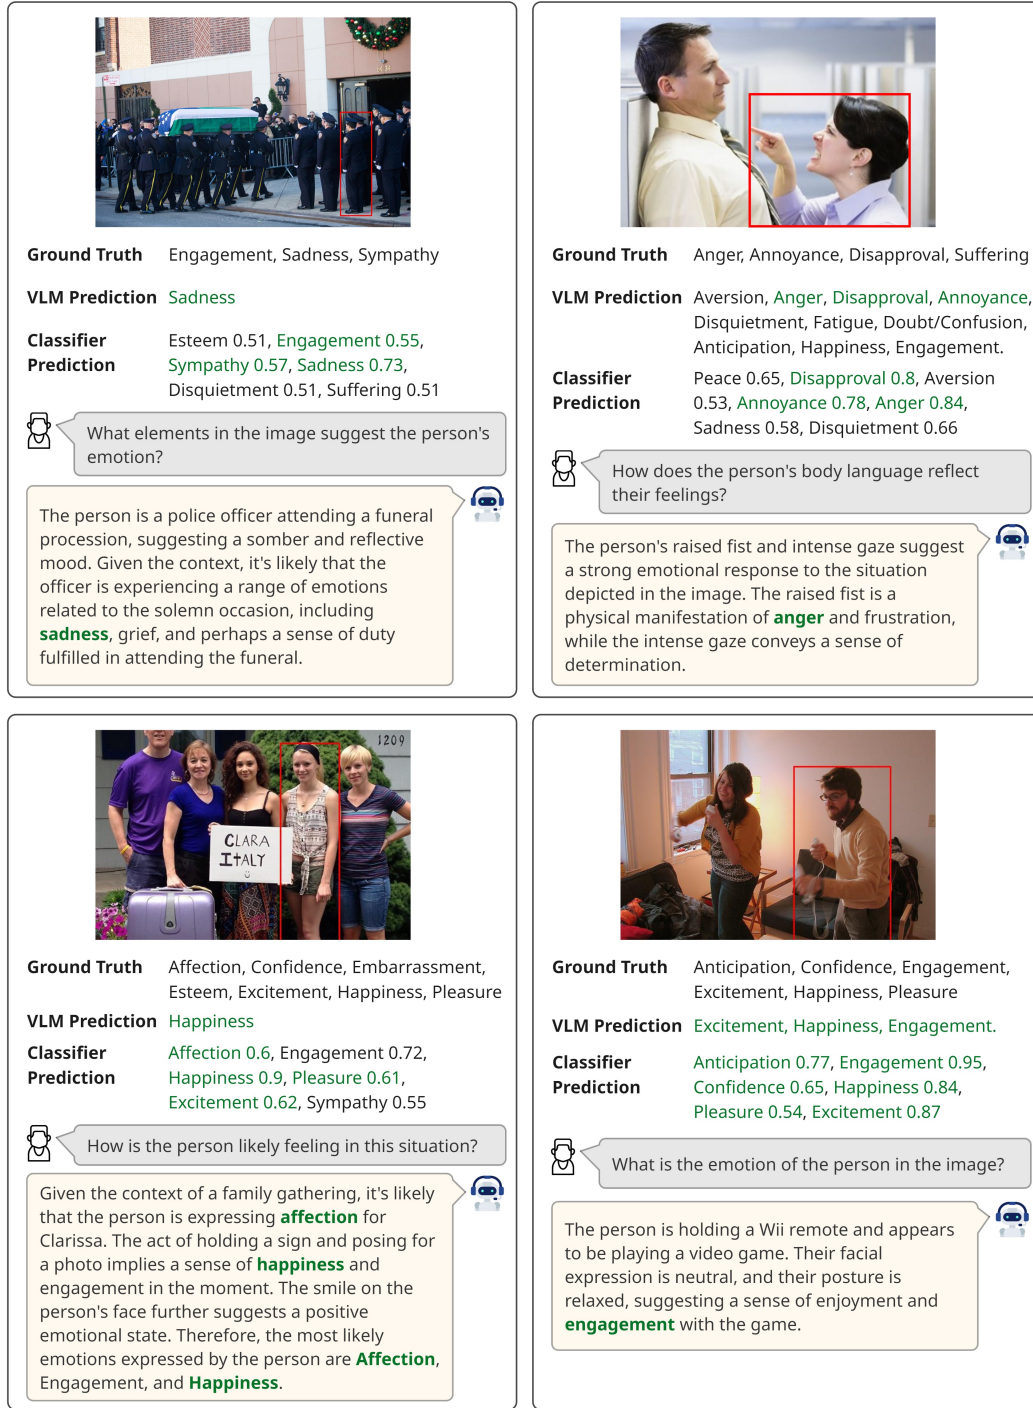 Ground Truth Engagement, Sadness, Sympathy
VLM Prediction Sadness
Classifier Prediction Esteem 0.51, Engagement 0.55,
Sympathy 0.57, Sadness 0.73,
Disquietment 0.51, Suffering 0.51
What elements in the image suggest the person's
emotion?
The person is a police officer attending a funeral
procession, suggesting a somber and reflective
mood. Given the context, it's likely that the
officer is experiencing a range of emotions
related to the solemn occasion, including
sadness, grief, and perhaps a sense of duty
fulfilled in attending the funeral.
Ground Truth Anger, Annoyance, Disapproval, Suffering
VLM Prediction Aversion, Anger, Disapproval, Annoyance,
Disquietment, Fatigue, Doubt/Confusion,
Anticipation, Happiness, Engagement.
Classifier Prediction Peace 0.65, Disapproval 0.8, Aversion
0.53, Annoyance 0.78, Anger 0.84,
Sadness 0.58, Disquietment 0.66
How does the person's body language reflect
their feelings?
The person's raised fist and intense gaze suggest
a strong emotional response to the situation
depicted in the image. The raised fist is a
physical manifestation of anger and frustration,
while the intense gaze conveys a sense of
determination.
1209
CLARA
ITALY
Ground Truth Affection, Confidence, Embarrassment,
Esteem, Excitement, Happiness, Pleasure
VLM Prediction Happiness
Classifier Prediction Affection 0.6, Engagement 0.72,
Happiness 0.9, Pleasure 0.61,
Excitement 0.62, Sympathy 0.55
How is the person likely feeling in this situation?
Given the context of a family gathering, it's likely
that the person is expressing affection for
Clarissa. The act of holding a sign and posing for
a photo implies a sense of happiness and
engagement in the moment. The smile on the
person's face further suggests a positive
emotional state. Therefore, the most likely
emotions expressed by the person are Affection,
Engagement, and Happiness.
Ground Truth Anticipation, Confidence, Engagement,
Excitement, Happiness, Pleasure
VLM Prediction Excitement, Happiness, Engagement.
Classifier Prediction Anticipation 0.77, Engagement 0.95,
Confidence 0.65, Happiness 0.84,
Pleasure 0.54, Excitement 0.87
What is the emotion of the person in the image?
The person is holding a Wii remote and appears
to be playing a video game. Their facial
expression is neutral, and their posture is
relaxed, suggesting a sense of enjoyment and
engagement with the game.